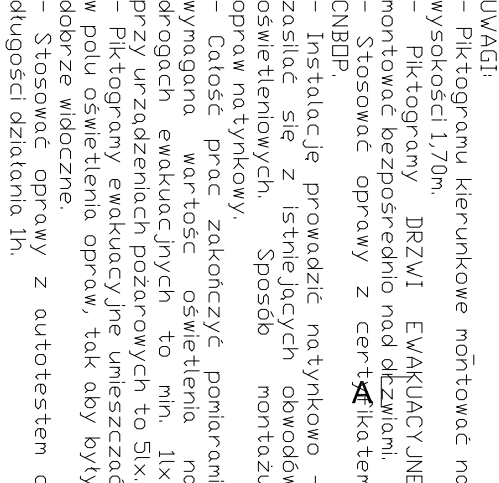 UWAGI:
- Piktogramu kierunkowe montować na
wysokości 1,70m.
- Piktogramy DRZWI EWAKUACYJNE
montować bezpośrednio nad drzwiami.
- Stosować oprawy z certyfikatem
CNBOP.
- Instalację prowadzić natynkowo -
zasilać się z istniejących obwodów
oświetleniowych. Sposób montażu
opraw natynkowy.
- Całość prac zakończyć pomiarami
wymagana wartość oświetlenia na
drogach ewakuacjnych to min. 1lx
przy urządzeniach pożarowych to 5lx.
- Piktogramy ewakuacyjne umieszczać
w polu oświetlenia opraw, tak aby były
dobrze widoczne.
- Stosować oprawy z autotestem o
długości działania 1h.
A